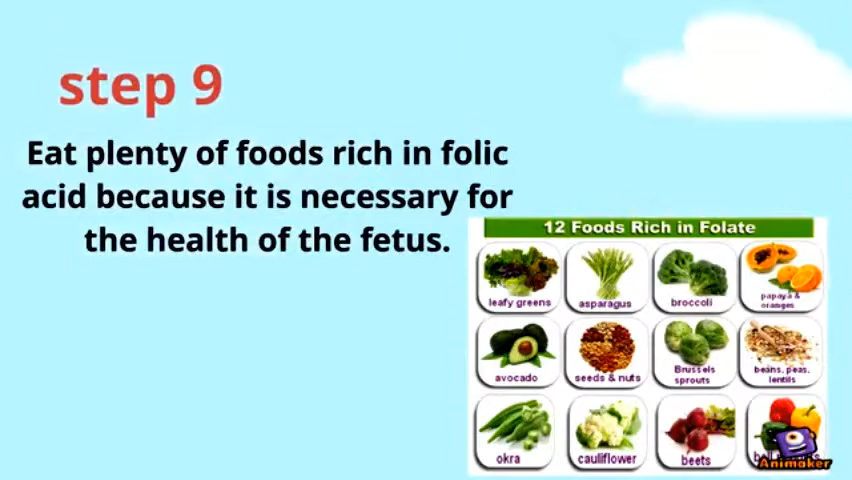 step 9
Eat plenty of foods rich in folic
acid because it is necessary for
the health of the fetus.
12 Foods Rich in Folate
leafy greens
asparagus
broccoli
papaya &
oranges
avocado
seeds & nuts
Brussels
sprouts
beans, peas,
lentils
okra
cauliflower
beets
Animaker